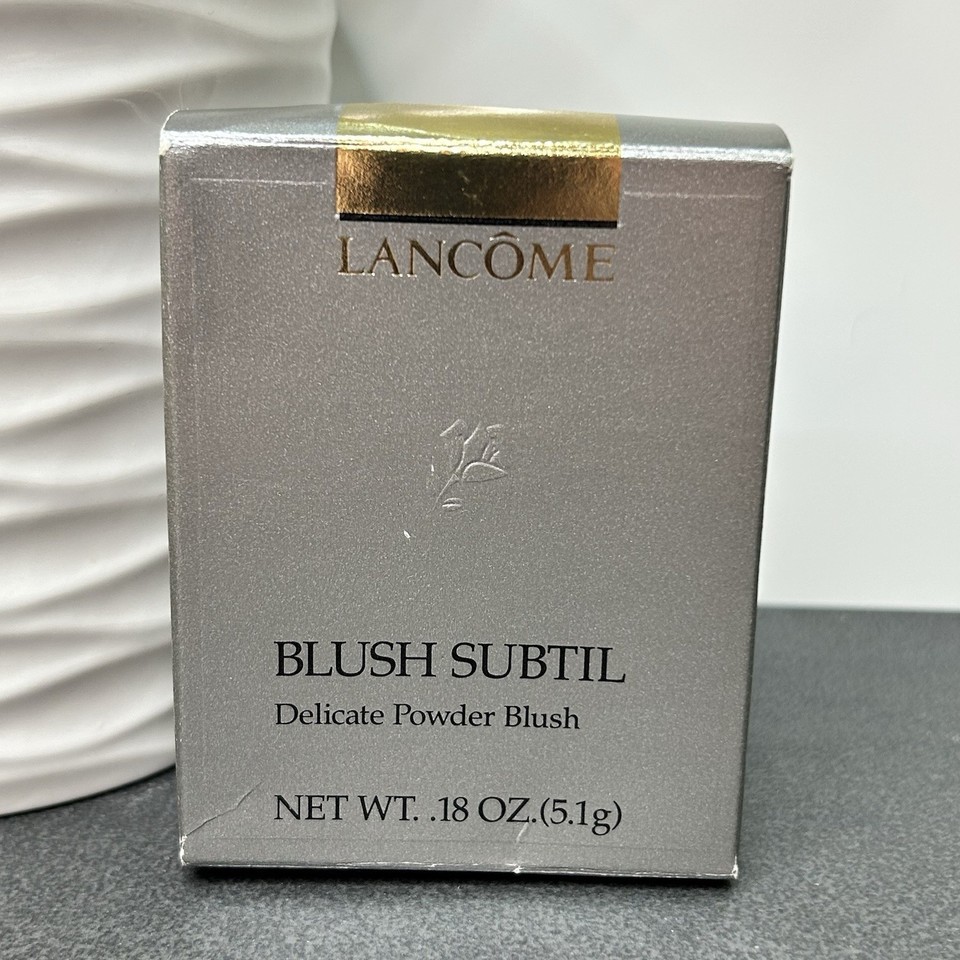 LANCÔME
BLUSH SUBTIL
Delicate Powder Blush
NET WT. .18 OZ.(5.1g)